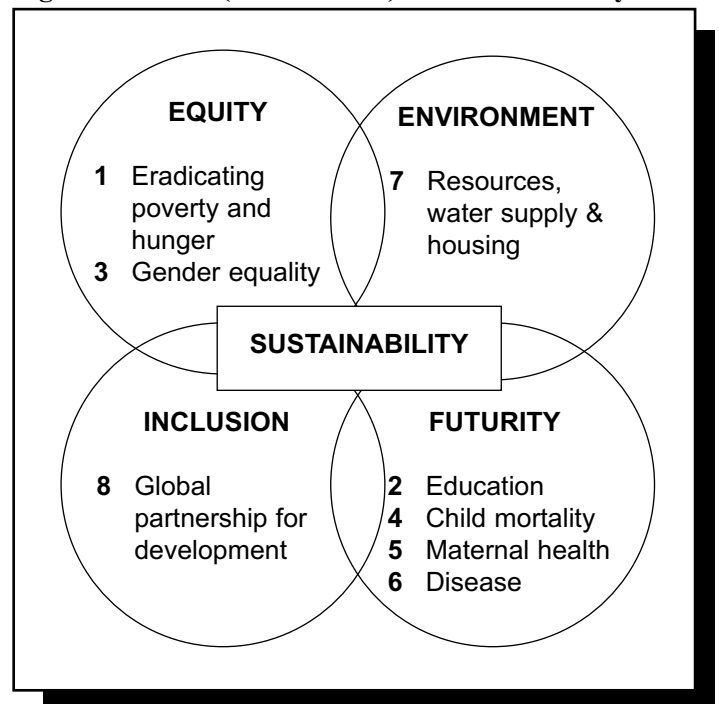 EQUITY
1 Eradicating
poverty and
hunger
3 Gender equality
ENVIRONMENT
7 Resources,
water supply &
housing
SUSTAINABILITY
INCLUSION
8 Global
partnership for
development
FUTURITY
2 Education
4 Child mortality
5 Maternal health
6 Disease